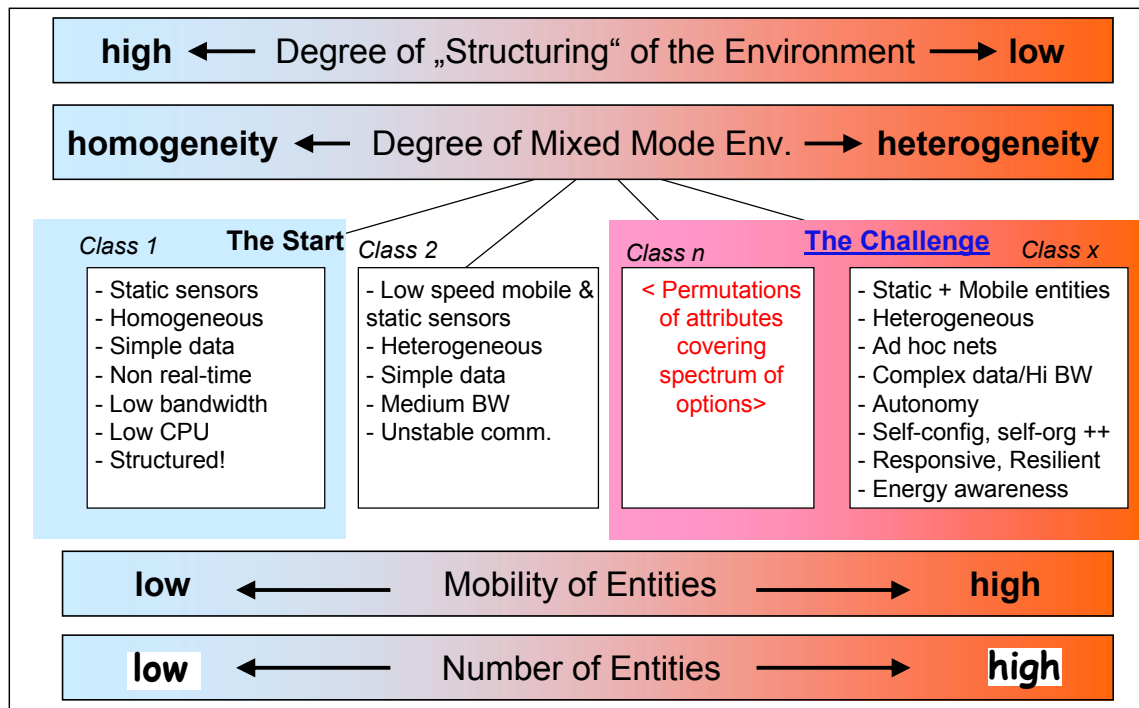 high Degree of „Structuring“ of the Environment low
homogeneity Degree of Mixed Mode Env. heterogeneity
Class 1 The Start
- Static sensors
- Homogeneous
- Simple data
- Non real-time
- Low bandwidth
- Low CPU
- Structured!
Class 2
- Low speed mobile &
static sensors
- Heterogeneous
- Simple data
- Medium BW
- Unstable comm.
The Challenge
Class n
< Permutations
of attributes
covering
spectrum of
options>
Class x
- Static + Mobile entities
- Heterogeneous
- Ad hoc nets
- Complex data/Hi BW
- Autonomy
- Self-config, self-org ++
- Responsive, Resilient
- Energy awareness
low Mobility of Entities high
low Number of Entities high